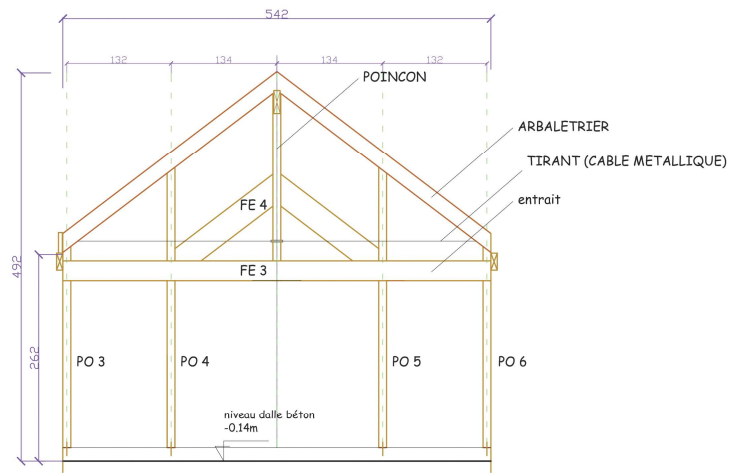 542
132
134
134
132
POINCON
ARBALETRIER
TIRANT (CABLE METALLIQUE)
entrait
FE 4
FE 3
492
262
PO 3
PO 4
PO 5
PO 6
niveau dalle béton
-0.14m